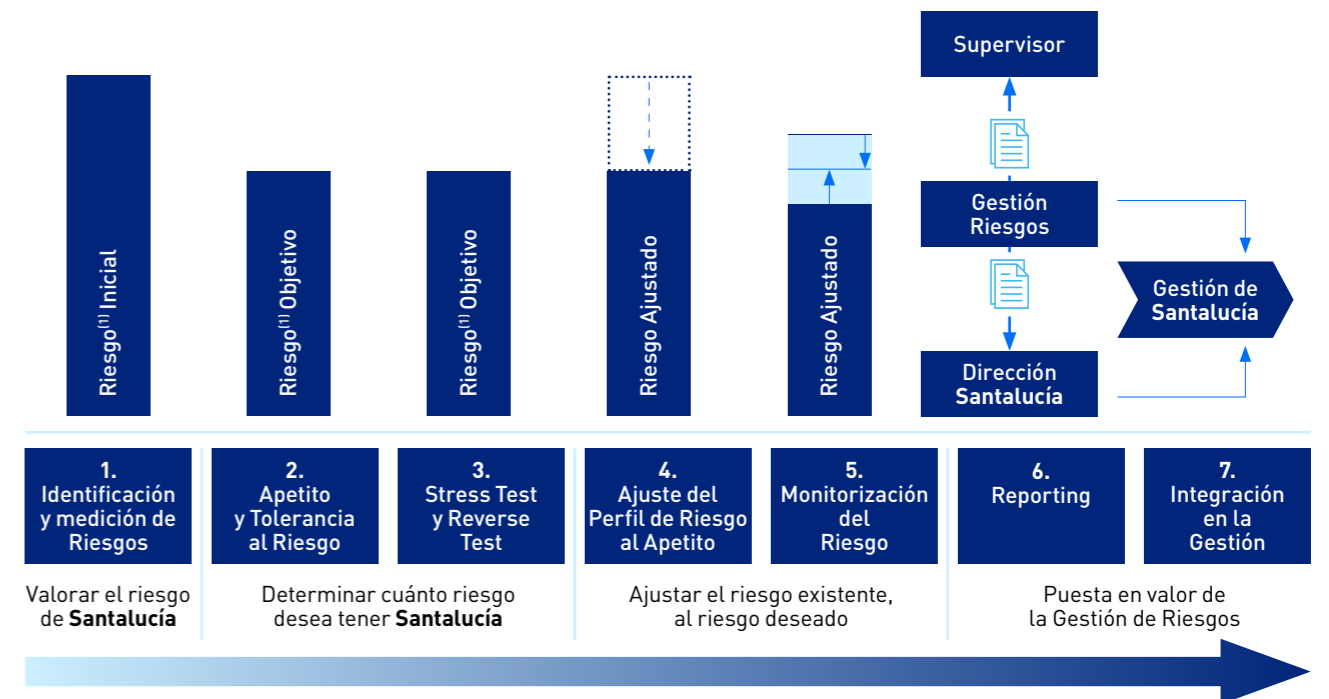 Riesgo(1) Inicial
Riesgo(1) Objetivo
Riesgo(1) Objetivo
Riesgo Ajustado
Riesgo Ajustado
Supervisor
Gestión
Riesgos
Dirección
Santalucía
Gestión de
Santalucía
1.
Identificación
y medición de
Riesgos
2.
Apetito
y Tolerancia
al Riesgo
3.
Stress Test
y Reverse
Test
4.
Ajuste del
Perfil de Riesgo
al Apetito
5.
Monitorización
del
Riesgo
6.
Reporting
7.
Integración
en la
Gestión
Valorar el riesgo
de Santalucía
Determinar cuánto riesgo
desea tener Santalucía
Ajustar el riesgo existente,
al riesgo deseado
Puesta en valor de
la Gestión de Riesgos